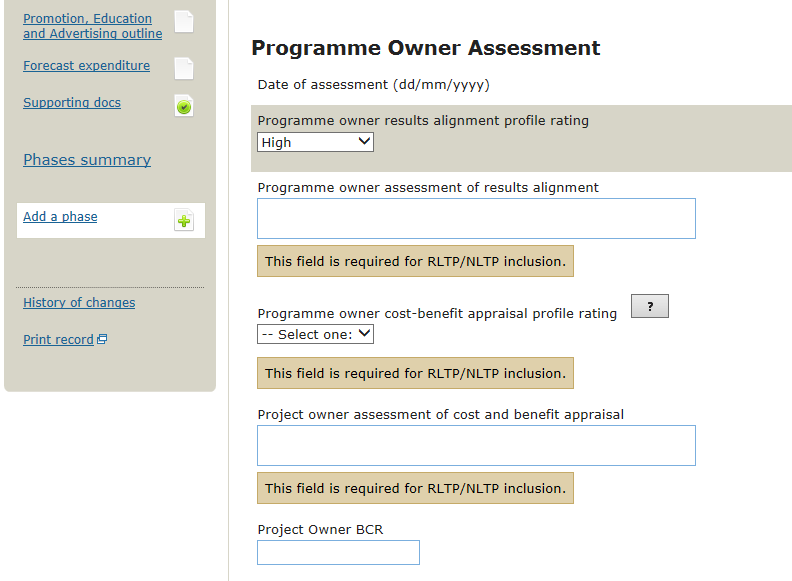 Promotion, Education
and Advertising outline
Forecast expenditure
Supporting docs
Phases summary
Add a phase
History of changes
Print record
Programme Owner Assessment
Date of assessment (dd/mm/yyyy)
Programme owner results alignment profile rating
High
Programme owner assessment of results alignment
This field is required for RLTP/NLTP inclusion.
Programme owner cost-benefit appraisal profile rating ?
-- Select one:
This field is required for RLTP/NLTP inclusion.
Project owner assessment of cost and benefit appraisal
This field is required for RLTP/NLTP inclusion.
Project Owner BCR